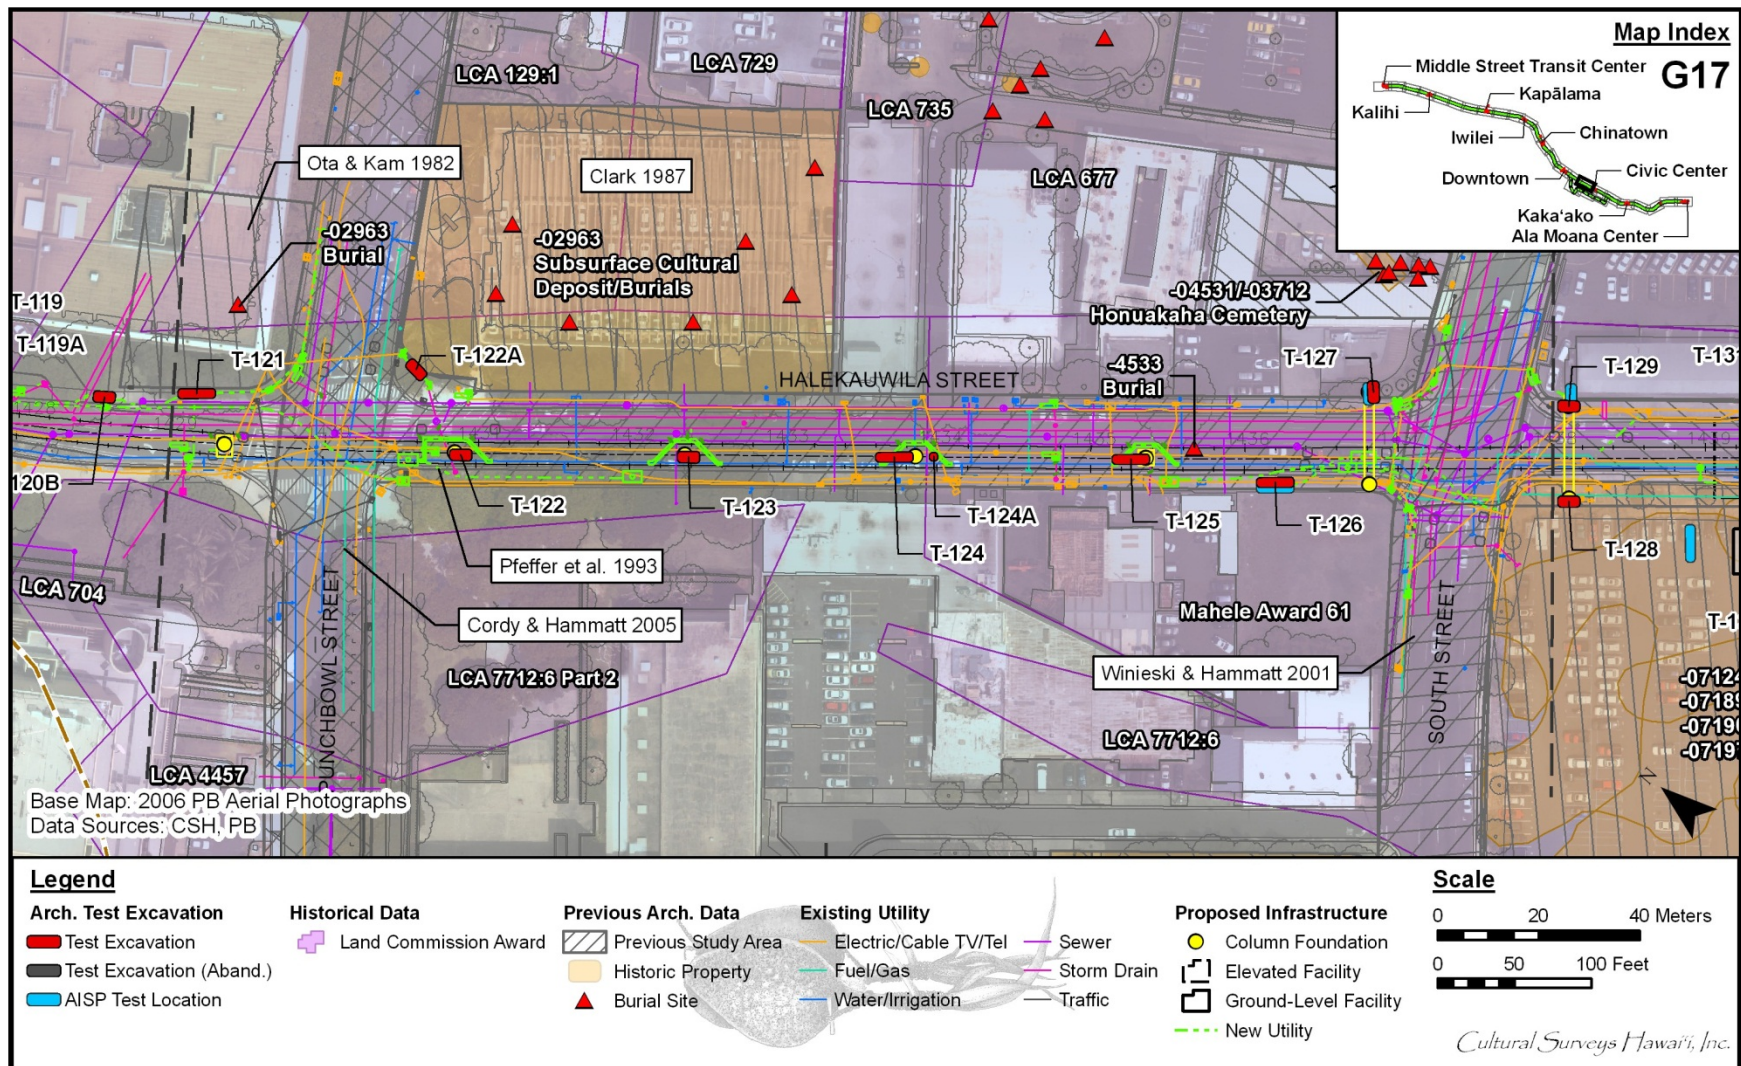 Map Index
G17
Middle Street Transit Center
Kapālama
Kalihi
Iwilei
Chinatown
Downtown
Civic Center
Kaka‘ako
Ala Moana Center
LCA 129:1
LCA 729
LCA 735
LCA 677
Ota & Kam 1982
Clark 1987
-02963
Burial
-02963
Subsurface Cultural
Deposit/Burials
-04531/-03712
Honuakaha Cemetery
-4533
Burial
T-119
T-119A
T-121
T-122A
HALEKAUWILA STREET
T-127
T-129
T-131
120B
T-122
T-123
T-124
T-124A
T-125
T-126
T-128
Pfeffer et al. 1993
Cordy & Hammatt 2005
LCA 704
PUNCHBOWL STREET
LCA 7712:6 Part 2
Mahele Award 61
Winieski & Hammatt 2001
SOUTH STREET
LCA 7712:6
T-1
-07124
-07189
-07190
-07197
LCA 4457
N
Base Map: 2006 PB Aerial Photographs
Data Sources: CSH, PB
Legend
Arch. Test Excavation
Test Excavation
Test Excavation (Aband.)
AISP Test Location
Historical Data
Land Commission Award
Previous Arch. Data
Previous Study Area
Historic Property
Burial Site
Existing Utility
Electric/Cable TV/Tel
Fuel/Gas
Water/Irrigation
Sewer
Storm Drain
Traffic
Proposed Infrastructure
Column Foundation
Elevated Facility
Ground-Level Facility
New Utility
Scale
0 20 40 Meters
0 50 100 Feet
Cultural Surveys Hawai‘i, Inc.